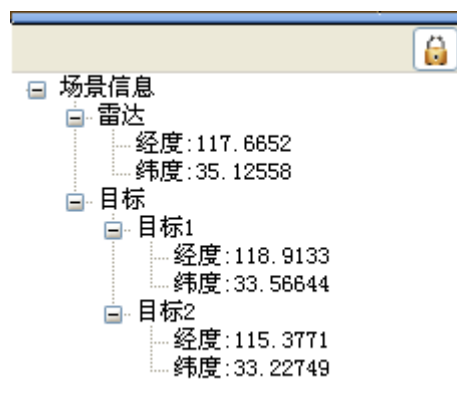 场景信息
雷达
经度:117.6652
纬度:35.12558
目标
目标1
经度:118.9133
纬度:33.56644
目标2
经度:115.3771
纬度:33.22749